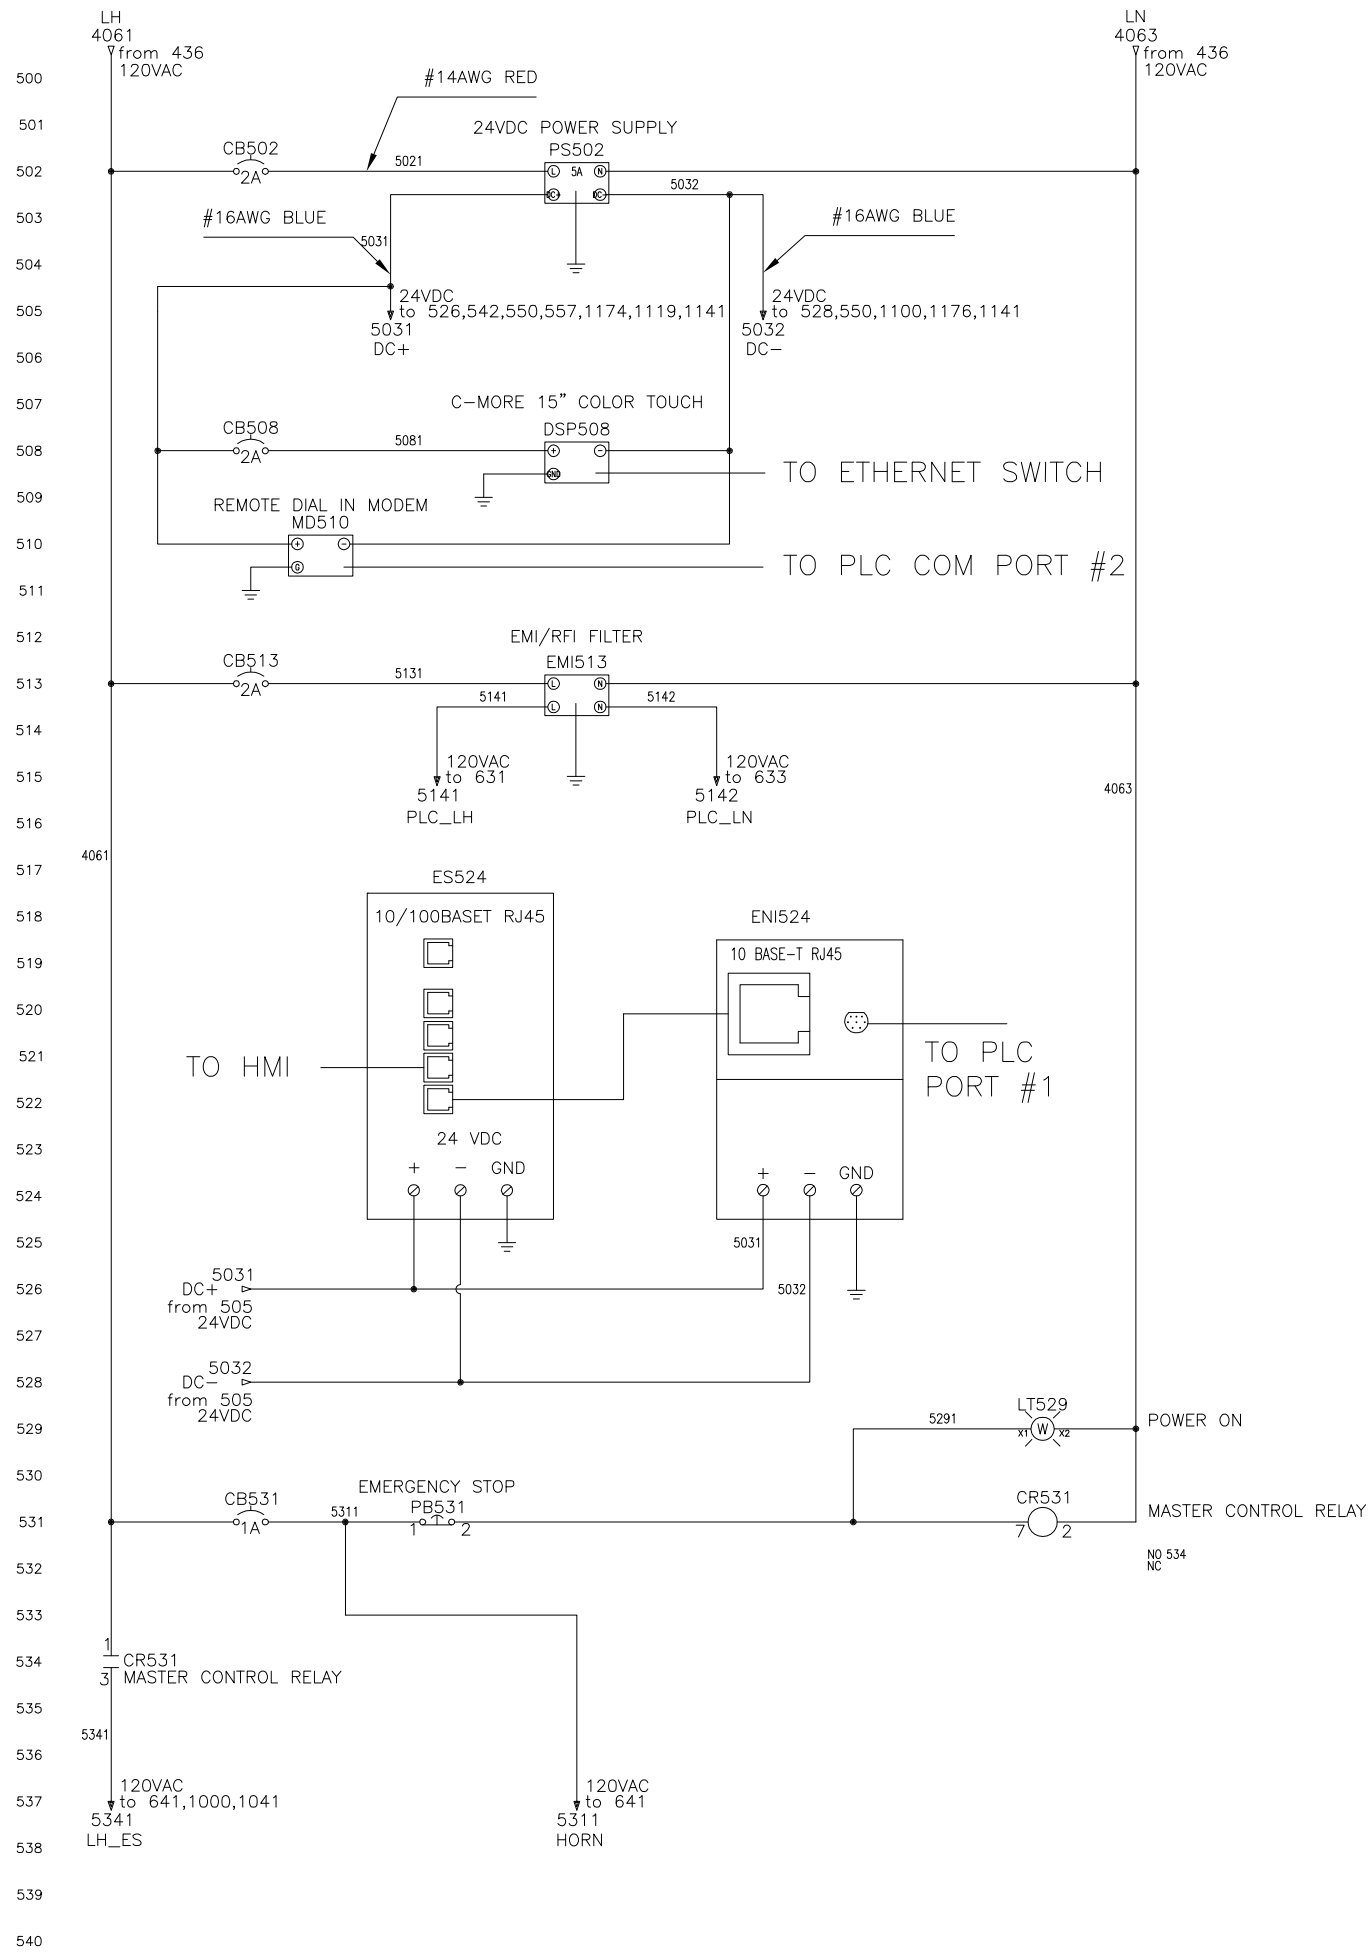 LH
4061
from 436
120VAC
LN
4063
from 436
120VAC
500
#14AWG RED
501
24VDC POWER SUPPLY
PS502
CB502
2A
5021
L 5A N
502
DC+ DC-
5032
503
#16AWG BLUE
5031
#16AWG BLUE
504
24VDC
to 526,542,550,557,1174,1119,1141
5031
DC+
24VDC
to 528,550,1100,1176,1141
5032
DC-
505
506
507
C-MORE 15" COLOR TOUCH
DSP508
CB508
2A
5081
+ -
GND
508
TO ETHERNET SWITCH
509
REMOTE DIAL IN MODEM
MD510
+ -
G
510
TO PLC COM PORT #2
511
512
EMI/RFI FILTER
EMI513
CB513
2A
5131
L N
L N
513
5141
5142
514
120VAC
to 631
5141
PLC_LH
120VAC
to 633
5142
PLC_LN
515
4063
516
4061
517
ES524
10/100BASET RJ45
518
ENI524
10 BASE-T RJ45
519
520
521
TO HMI
TO PLC
PORT #1
522
24 VDC
523
+ - GND
+ - GND
524
525
5031
5032
5031
DC+
from 505
24VDC
526
527
5032
DC-
from 505
24VDC
528
LT529
5291
X1 W X2
POWER ON
529
530
EMERGENCY STOP
PB531
CB531
1A
5311
1 2
CR531
7 2
MASTER CONTROL RELAY
531
NO 534
NC
532
533
1
3
CR531
MASTER CONTROL RELAY
534
535
5341
536
120VAC
to 641,1000,1041
5341
LH_ES
120VAC
to 641
5311
HORN
537
538
539
540